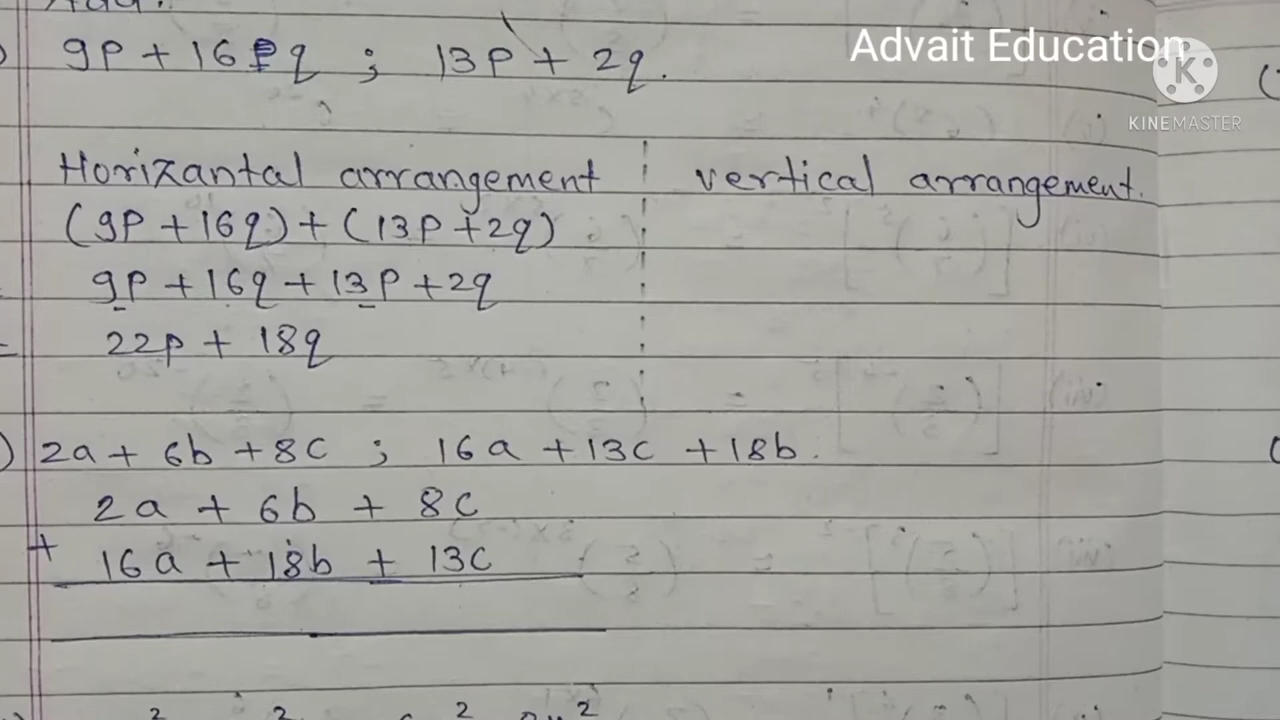 Add:
Advait Education
9p + 16q ; 13p + 2q.
K
KINEMASTER
Horizantal arrangement vertical arrangement.
(9p + 16q) + (13p + 2q)
9p + 16q + 13p + 2q
= 22p + 18q
) 2a + 6b + 8c ; 16a + 13c + 18b.
2a + 6b + 8c
+ 16a + 18b + 13c